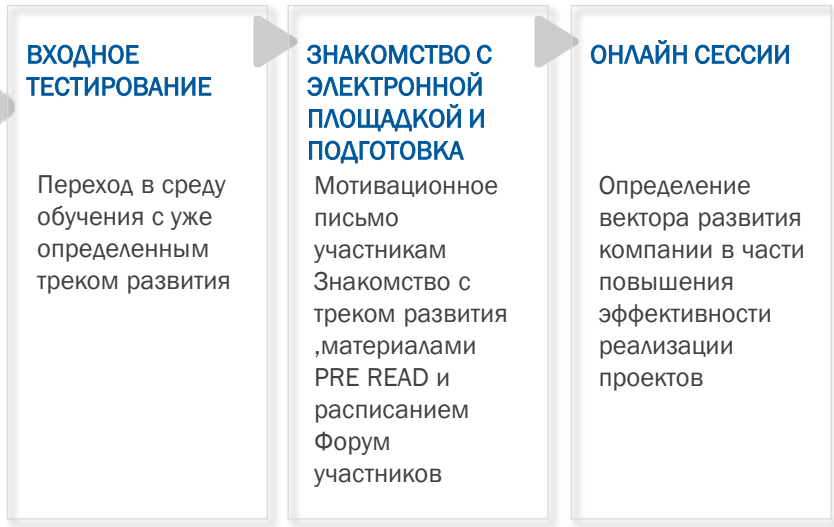 ВХОДНОЕ
ТЕСТИРОВАНИЕ
Переход в среду
обучения с уже
определенным
треком развития
ЗНАКОМСТВО С
ЭЛЕКТРОННОЙ
ПЛОЩАДКОЙ И
ПОДГОТОВКА
Мотивационное
письмо
участникам
Знакомство с
треком развития
,материалами
PRE READ и
расписанием
Форум
участников
ОНЛАЙН СЕССИИ
Определение
вектора развития
компании в части
повышения
эффективности
реализации
проектов